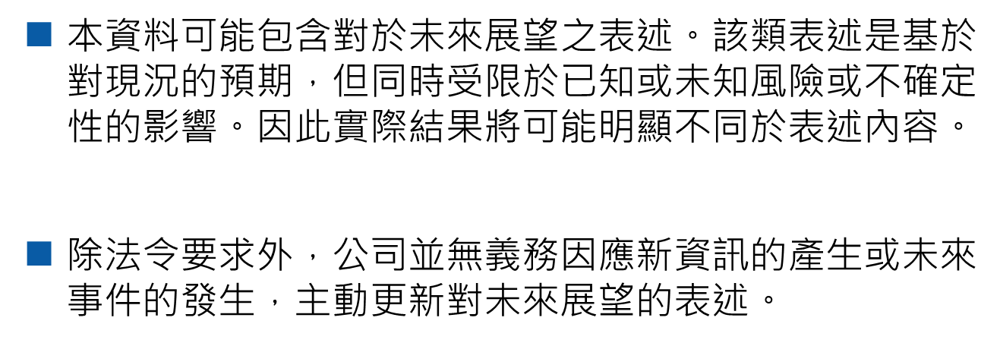 ■ 本資料可能包含對於未來展望之表述。該類表述是基於
對現況的預期，但同時受限於已知或未知風險或不確定
性的影響。因此實際結果將可能明顯不同於表述內容。
■ 除法令要求外，公司並無義務因應新資訊的產生或未來
事件的發生，主動更新對未來展望的表述。